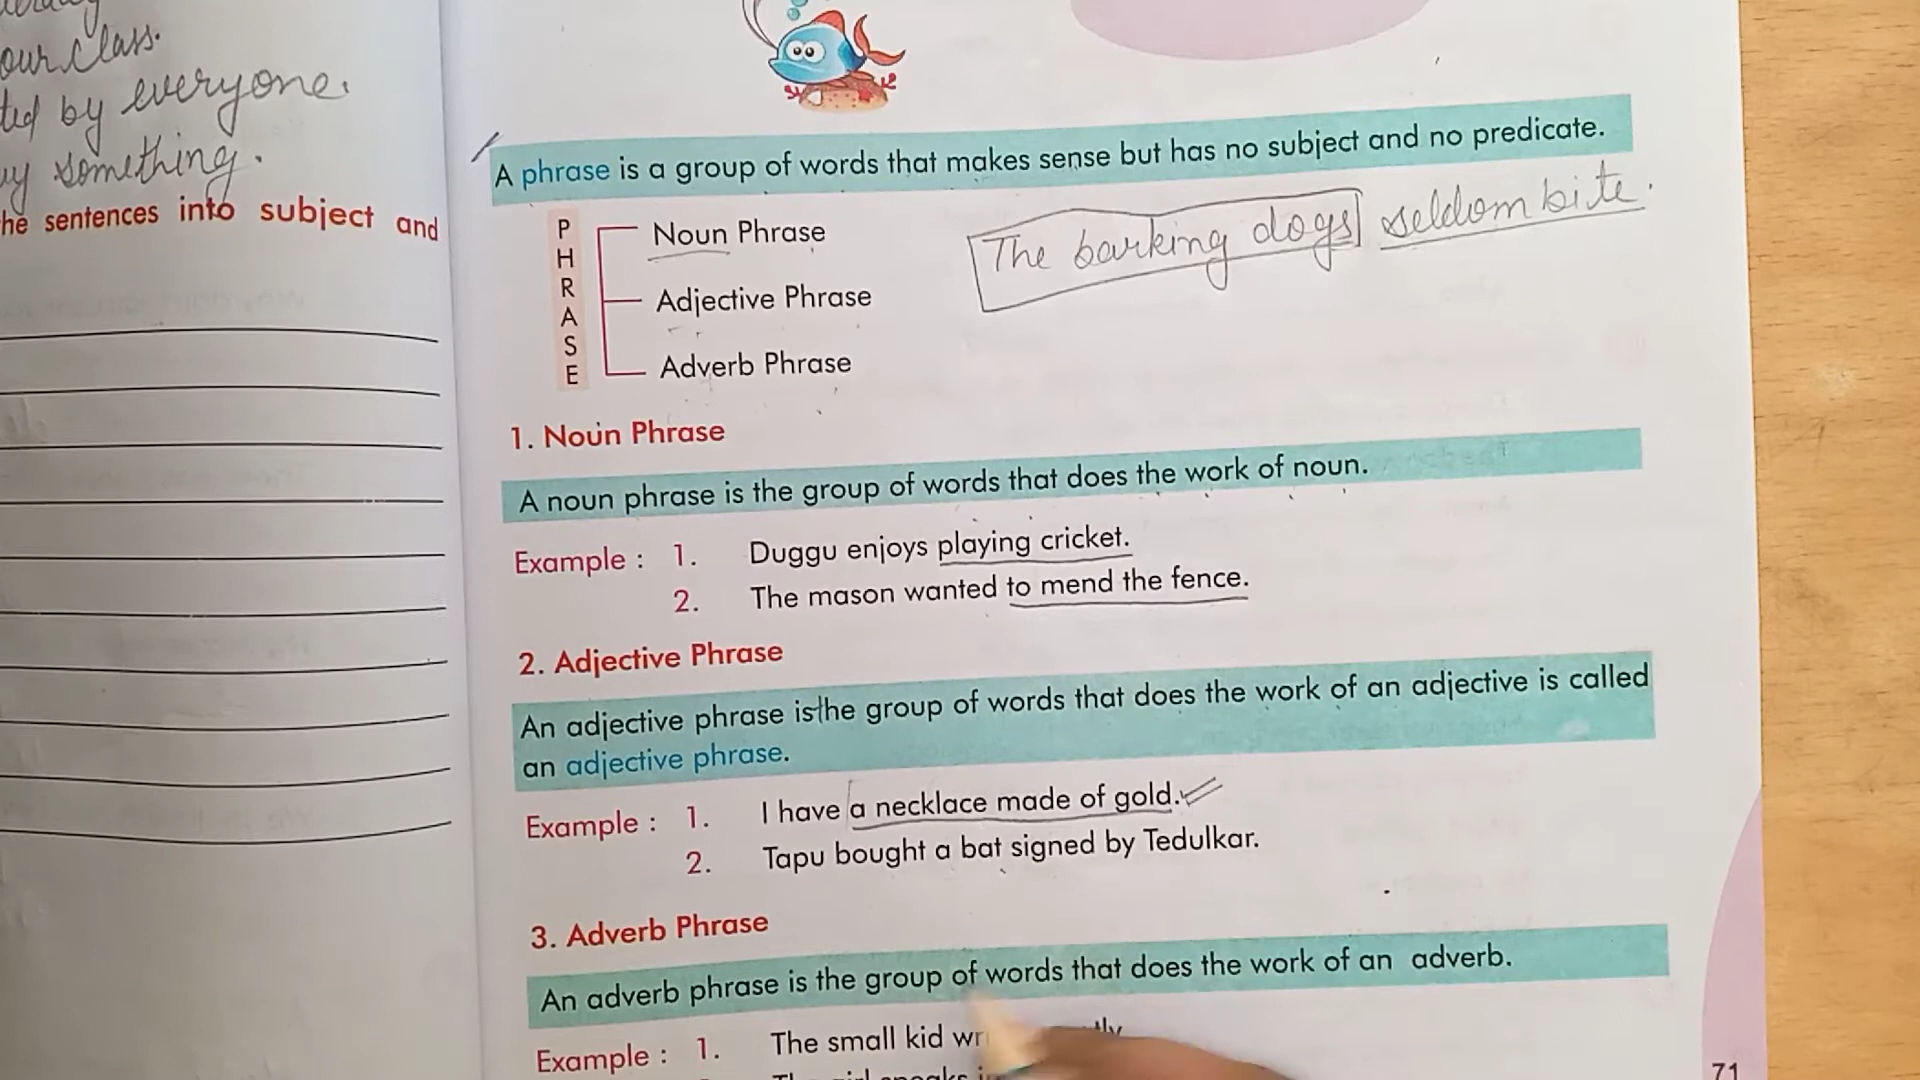 our class.
by everyone.
something.
he sentences into subject and
A phrase is a group of words that makes sense but has no subject and no predicate.
PHRASE
Noun Phrase
Adjective Phrase
Adverb Phrase
The barking dogs seldom bite.
1. Noun Phrase
A noun phrase is the group of words that does the work of noun.
Example : 1. Duggu enjoys playing cricket.
2. The mason wanted to mend the fence.
2. Adjective Phrase
An adjective phrase is the group of words that does the work of an adjective is called
an adjective phrase.
Example : 1. I have a necklace made of gold.
2. Tapu bought a bat signed by Tedulkar.
3. Adverb Phrase
An adverb phrase is the group of words that does the work of an adverb.
Example : 1. The small kid
71